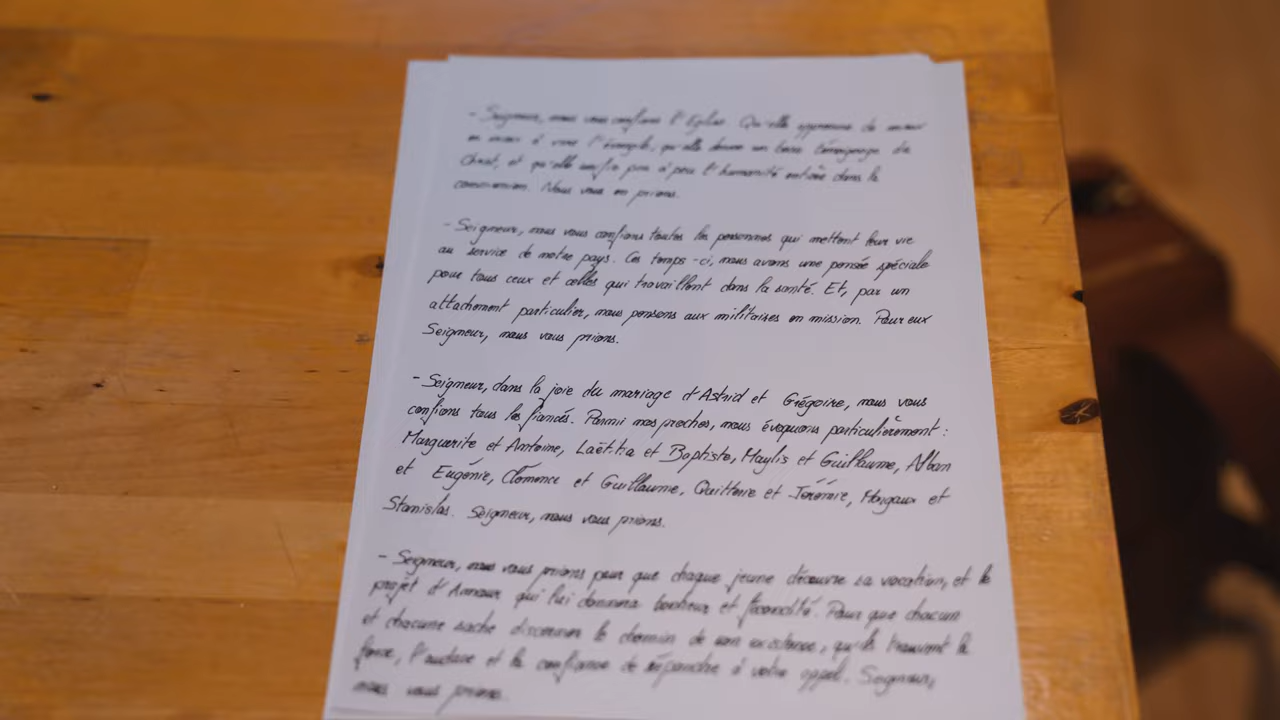 - Seigneur, nous vous confions l'Eglise. Qu'elle apprenne de mieux
en mieux à vivre l'évangile, qu'elle donne un beau témoignage du
Christ, et qu'elle unifie peu à peu l'humanité entière dans la
communion. Nous vous en prions.
- Seigneur, nous vous confions toutes les personnes qui mettent leur vie
au service de notre pays. Ces temps-ci, nous avons une pensée spéciale
pour tous ceux et celles qui travaillent dans la santé. Et, par un
attachement particulier, nous pensons aux militaires en mission. Pour eux
Seigneur, nous vous prions.
- Seigneur, dans la joie du mariage d'Astrid et Grégoire, nous vous
confions tous les fiancés. Parmi nos proches, nous évoquons particulièrement :
Marguerite et Antoine, Laëtitia et Baptiste, Maylis et Guillaume, Alban
et Eugénie, Clémence et Guillaume, Quitterie et Jérémie, Margaux et
Stanislas. Seigneur, nous vous prions.
- Seigneur, nous vous prions pour que chaque jeune découvre sa vocation, et le
projet d'Amour qui lui donnera bonheur et fécondité. Pour que chacun
et chacune sache discerner le chemin de son existence, qu'ils trouvent la
force, l'audace et la confiance de répondre à votre appel. Seigneur,
nous vous prions.